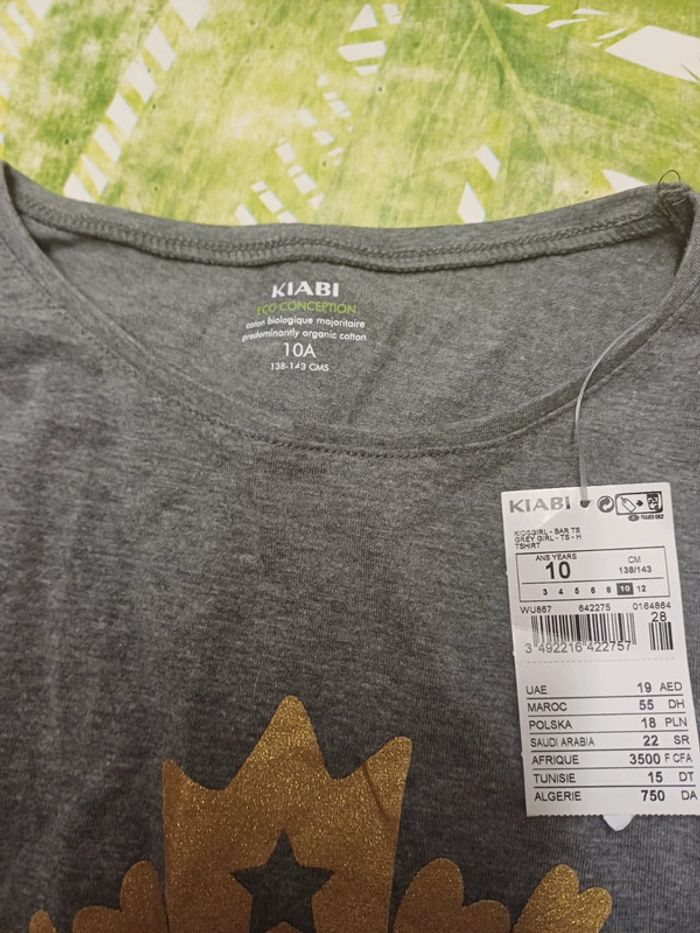 KIABI
ECO CONCEPTION
coton biologique majoritaire
predominantly organic cotton
10A
138-143 CMS
KIABI
KIDSGIRL - BAR TS
GREY GIRL - TS - H
TSHIRT
ANS YEARS CM
10 138/143
3 4 5 6 8 10 12
WU867 642275 0164864
28
3 492216 422757
UAE 19 AED
MAROC 55 DH
POLSKA 18 PLN
SAUDI ARABIA 22 SR
AFRIQUE 3500 F CFA
TUNISIE 15 DT
ALGERIE 750 DA